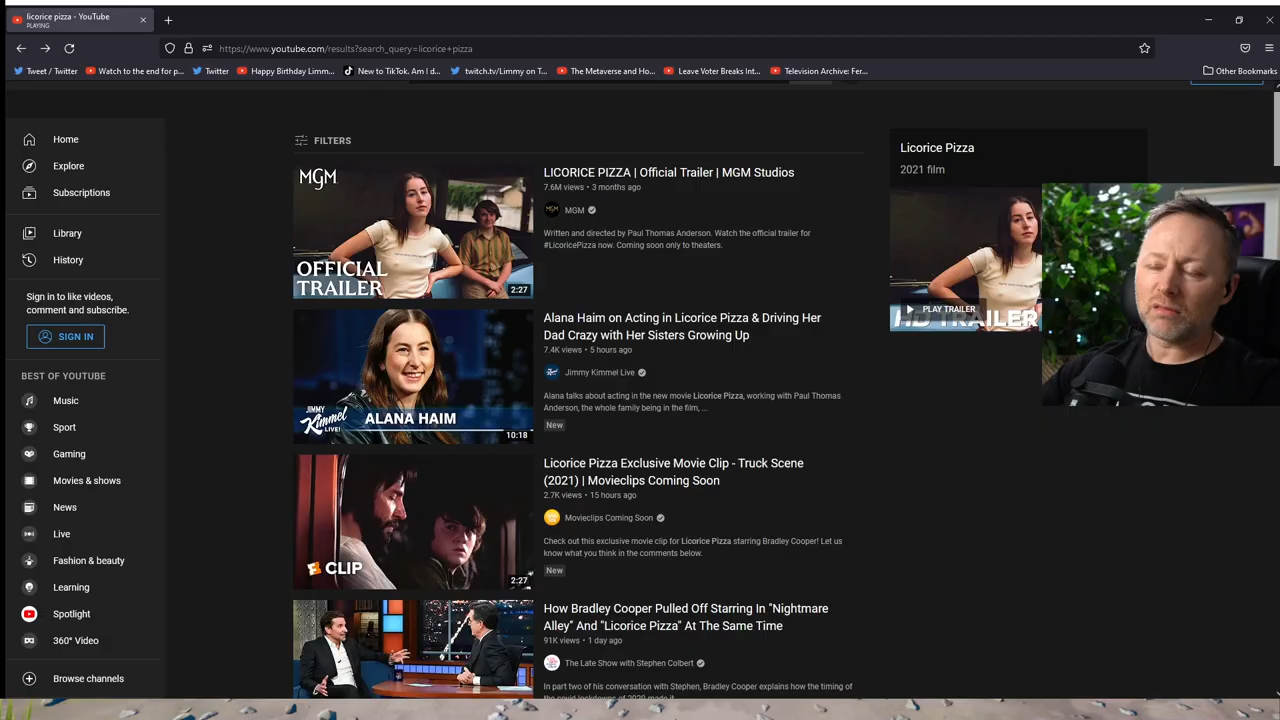 licorice pizza - YouTube
PLAYING
https://www.youtube.com/results?search_query=licorice+pizza
Tweet / Twitter
Watch to the end for p...
Twitter
Happy Birthday Limm...
New to TikTok. Am I d...
twitch.tv/Limmy on T...
The Metaverse and Ho...
Leave Voter Breaks Int...
Television Archive: Fer...
Other Bookmarks
Home
Explore
Subscriptions
Library
History
Sign in to like videos,
comment and subscribe.
SIGN IN
BEST OF YOUTUBE
Music
Sport
Gaming
Movies & shows
News
Live
Fashion & beauty
Learning
Spotlight
360° Video
Browse channels
FILTERS
MGM
OFFICIAL
TRAILER
2:27
LICORICE PIZZA | Official Trailer | MGM Studios
7.6M views • 3 months ago
MGM
Written and directed by Paul Thomas Anderson. Watch the official trailer for
#LicoricePizza now. Coming soon only to theaters.
JIMMY
Kimmel
LIVE!
ALANA HAIM
10:18
Alana Haim on Acting in Licorice Pizza & Driving Her
Dad Crazy with Her Sisters Growing Up
7.4K views • 5 hours ago
Jimmy Kimmel Live
Alana talks about acting in the new movie Licorice Pizza, working with Paul Thomas
Anderson, the whole family being in the film, ...
New
CLIP
2:27
Licorice Pizza Exclusive Movie Clip - Truck Scene
(2021) | Movieclips Coming Soon
2.7K views • 15 hours ago
Movieclips Coming Soon
Check out this exclusive movie clip for Licorice Pizza starring Bradley Cooper! Let us
know what you think in the comments below.
New
How Bradley Cooper Pulled Off Starring In "Nightmare
Alley" And "Licorice Pizza" At The Same Time
91K views • 1 day ago
The Late Show with Stephen Colbert
In part two of his conversation with Stephen, Bradley Cooper explains how the timing of
the covid lockdowns of 2020 made it
Licorice Pizza
2021 film
PLAY TRAILER
HD TRAILER